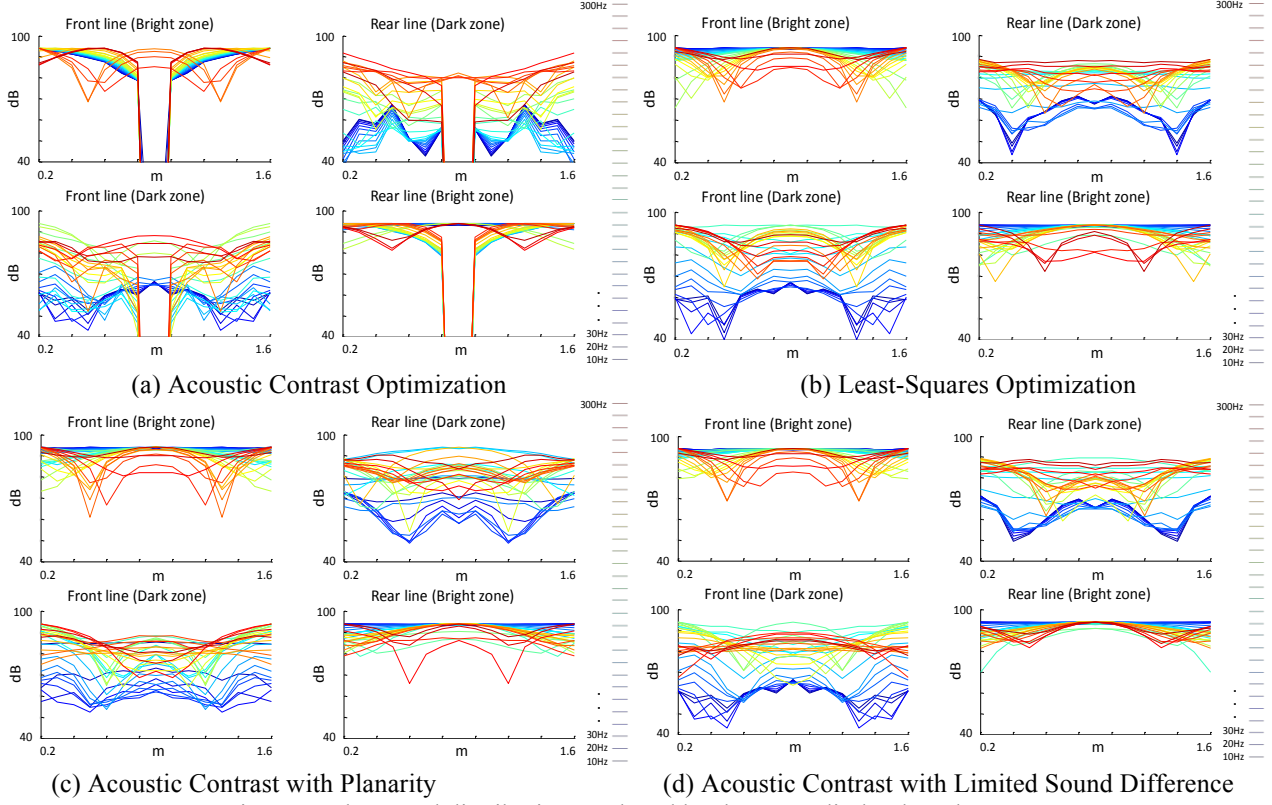 300Hz
Front line (Bright zone)
100
dB
40
0.2
m
1.6
Rear line (Dark zone)
100
dB
40
0.2
m
1.6
Front line (Dark zone)
100
dB
40
0.2
m
1.6
Rear line (Bright zone)
100
dB
40
0.2
m
1.6
30Hz
20Hz
10Hz
(a) Acoustic Contrast Optimization
300Hz
Front line (Bright zone)
100
dB
40
0.2
m
1.6
Rear line (Dark zone)
100
dB
40
0.2
m
1.6
Front line (Dark zone)
100
dB
40
0.2
m
1.6
Rear line (Bright zone)
100
dB
40
0.2
m
1.6
30Hz
20Hz
10Hz
(b) Least-Squares Optimization
300Hz
Front line (Bright zone)
100
dB
40
0.2
m
1.6
Rear line (Dark zone)
100
dB
40
0.2
m
1.6
Front line (Dark zone)
100
dB
40
0.2
m
1.6
Rear line (Bright zone)
100
dB
40
0.2
m
1.6
30Hz
20Hz
10Hz
(c) Acoustic Contrast with Planarity
300Hz
Front line (Bright zone)
100
dB
40
0.2
m
1.6
Rear line (Dark zone)
100
dB
40
0.2
m
1.6
Front line (Dark zone)
100
dB
40
0.2
m
1.6
Rear line (Bright zone)
100
dB
40
0.2
m
1.6
30Hz
20Hz
10Hz
(d) Acoustic Contrast with Limited Sound Difference